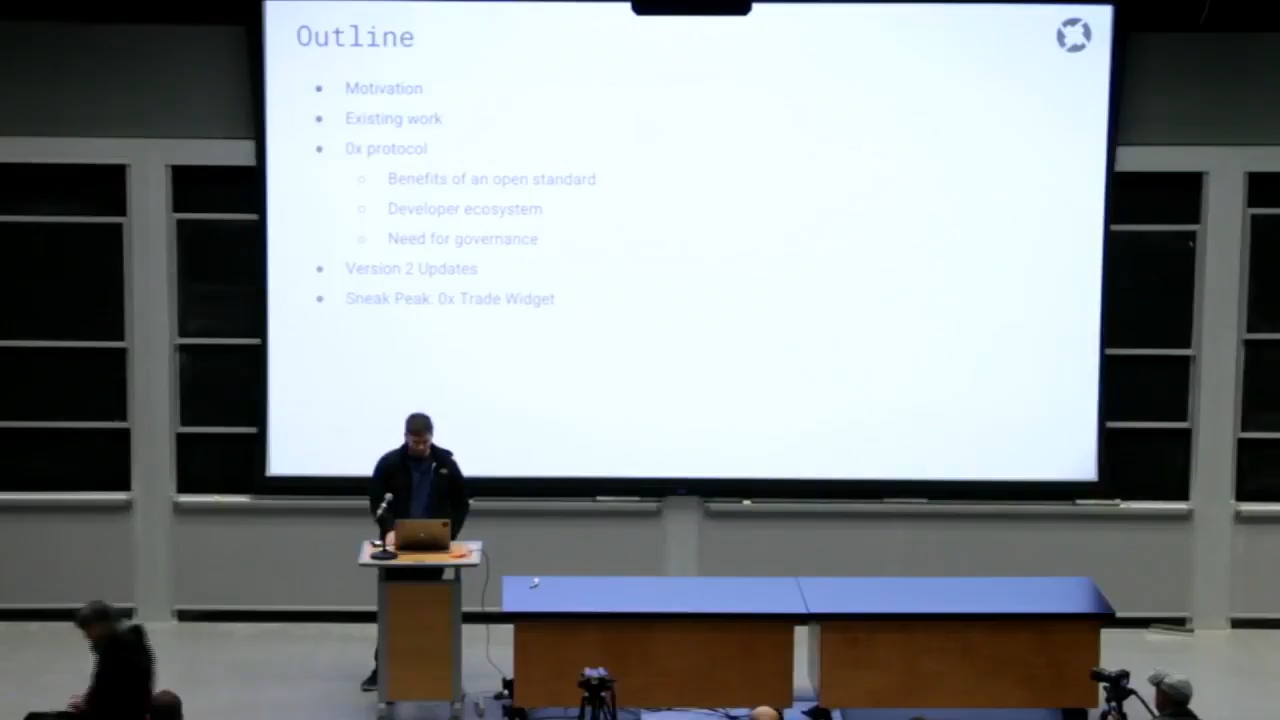 Outline
Motivation
Existing work
0x protocol
Benefits of an open standard
Developer ecosystem
Need for governance
Version 2 Updates
Sneak Peak: 0x Trade Widget